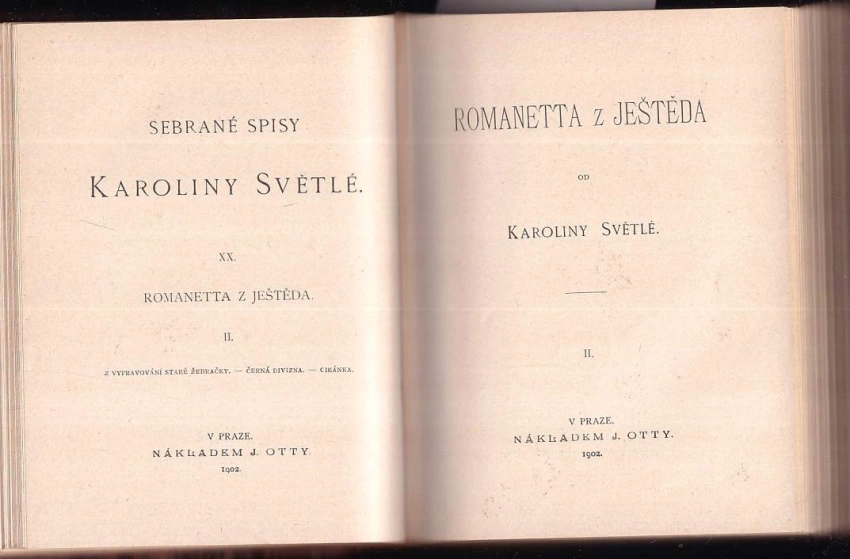 SEBRANÉ SPISY
KAROLINY SVĚTLÉ.
XX.
ROMANETTA Z JEŠTĚDA.
II.
Z VYPRAVOVÁNÍ STARÉ ŽEBRAČKY. — ČERNÁ DIVIZNA. — CIKÁNKA.
V PRAZE.
NÁKLADEM J. OTTY.
1902.
ROMANETTA Z JEŠTĚDA
OD
KAROLINY SVĚTLÉ.
II.
V PRAZE.
NÁKLADEM J. OTTY.
1902.